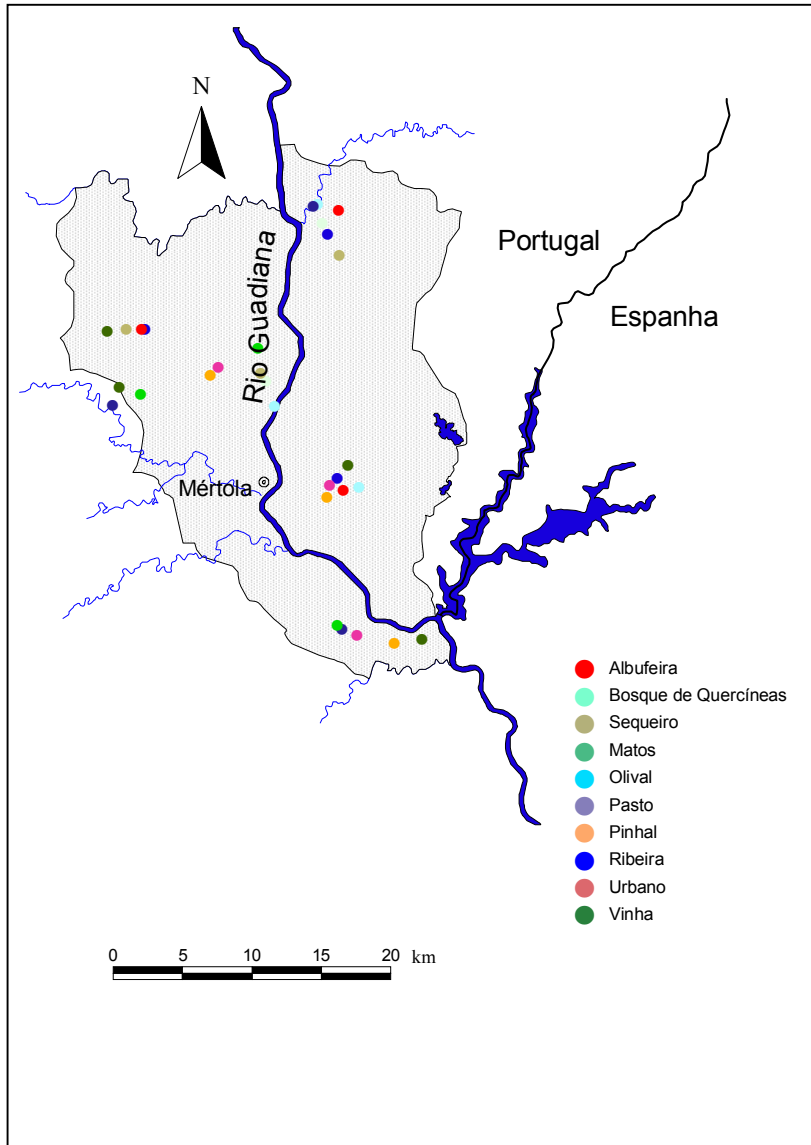 N
Portugal
Espanha
Rio Guadiana
Mértola
Albufeira
Bosque de Quercíneas
Sequeiro
Matos
Olival
Pasto
Pinhal
Ribeira
Urbano
Vinha
0 5 10 15 20 km